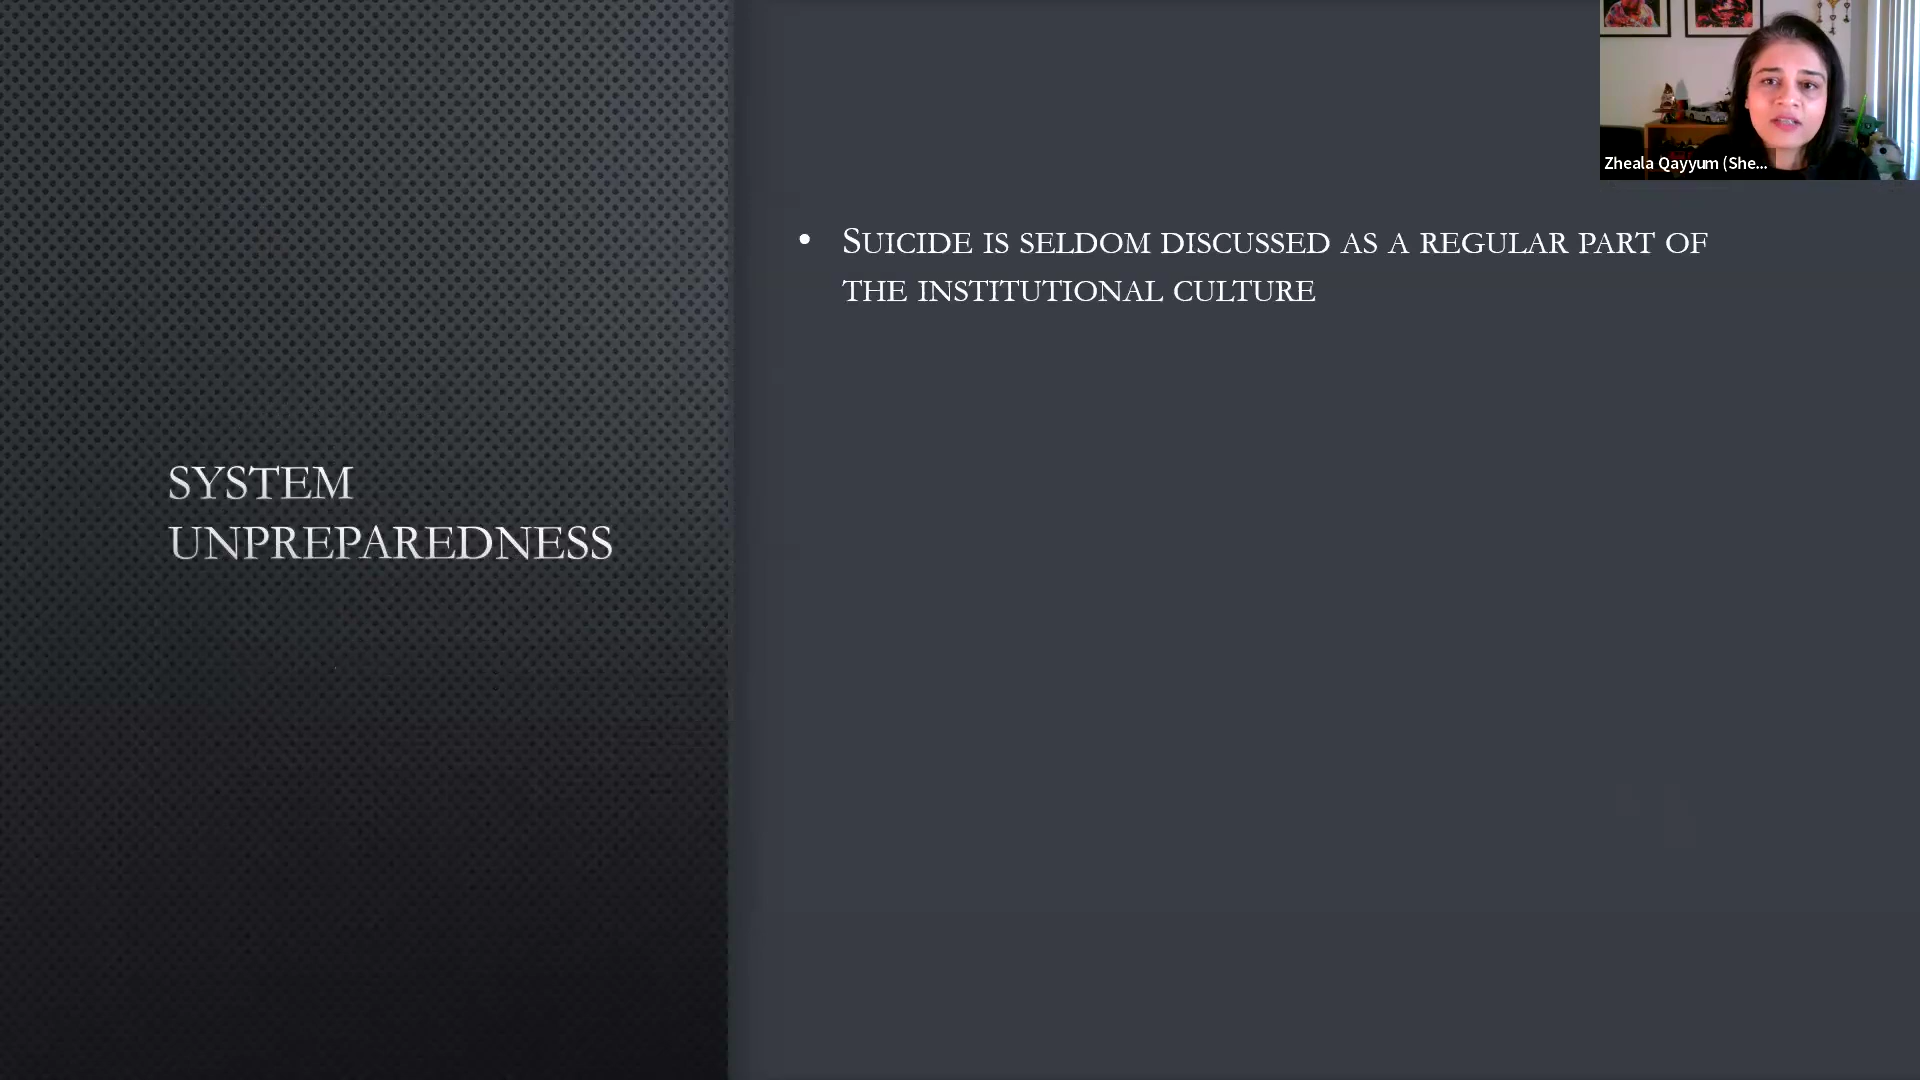 Zheala Qayyum (She...
• Suicide is seldom discussed as a regular part of
the institutional culture
SYSTEM
UNPREPAREDNESS